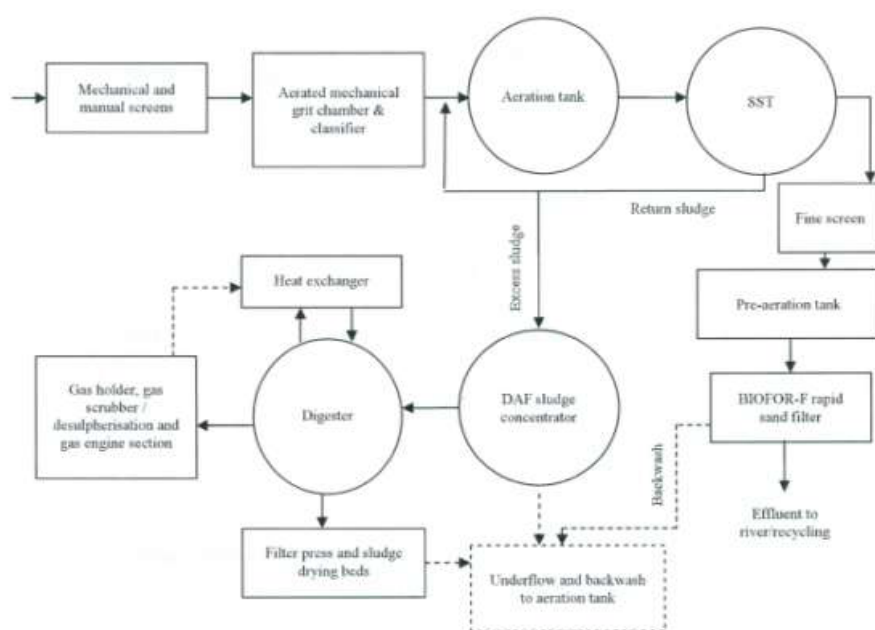 Mechanical and
manual screens
Aerated mechanical
grit chamber &
classifier
Aeration tank
SST
Return sludge
Fine screen
Excess sludge
Heat exchanger
Pre-aeration tank
Gas holder, gas
scrubber /
desulpherisation and
gas engine section
Digester
DAF sludge
concentrator
BIOFOR-F rapid
sand filter
Backwash
Effluent to
river/recycling
Filter press and sludge
drying beds
Underflow and backwash
to aeration tank